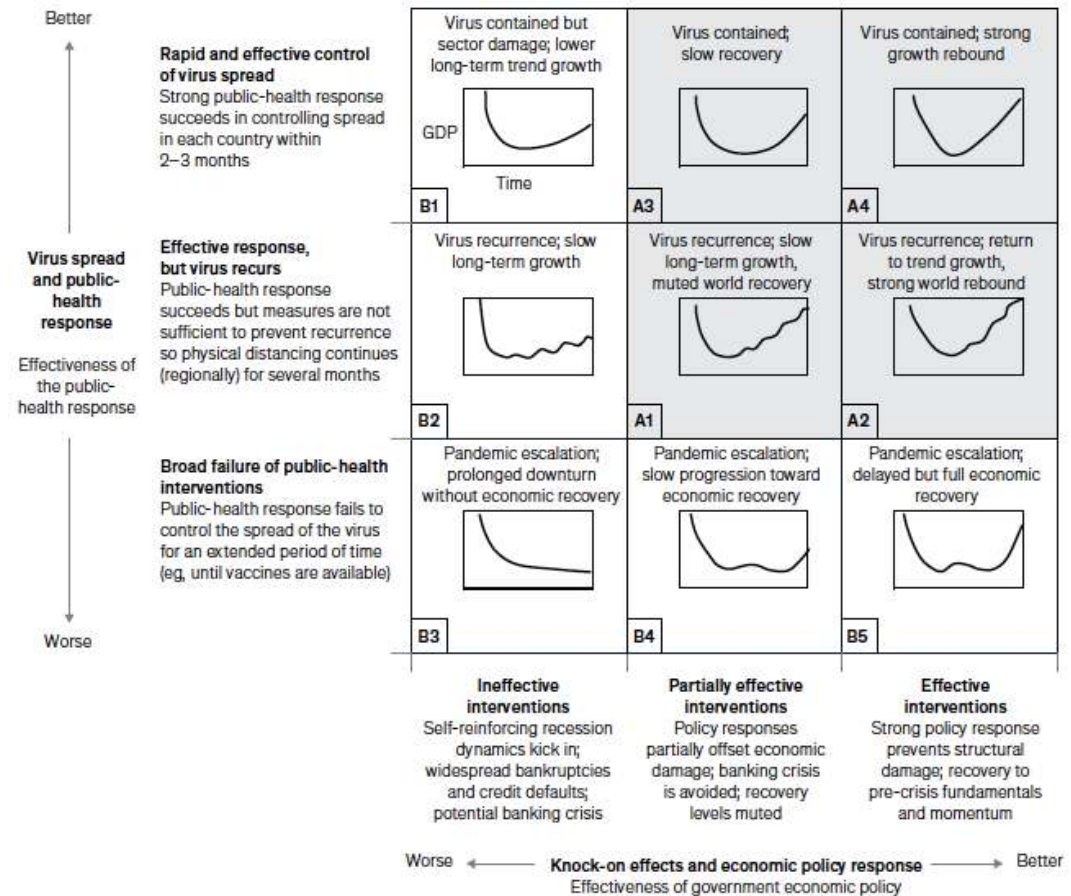 Better
Rapid and effective control
of virus spread
Strong public-health response
succeeds in controlling spread
in each country within
2–3 months
Virus contained but
sector damage; lower
long-term trend growth
GDP
Time
B1
Virus contained;
slow recovery
A3
Virus contained; strong
growth rebound
A4
Virus spread
and public-
health
response
Effectiveness of
the public-
health response
Effective response,
but virus recurs
Public-health response
succeeds but measures are not
sufficient to prevent recurrence
so physical distancing continues
(regionally) for several months
Virus recurrence; slow
long-term growth
B2
Virus recurrence; slow
long-term growth,
muted world recovery
A1
Virus recurrence; return
to trend growth,
strong world rebound
A2
Broad failure of public-health
interventions
Public-health response fails to
control the spread of the virus
for an extended period of time
(eg, until vaccines are available)
Pandemic escalation;
prolonged downturn
without economic recovery
B3
Pandemic escalation;
slow progression toward
economic recovery
B4
Pandemic escalation;
delayed but full economic
recovery
B5
Worse
Ineffective
interventions
Self-reinforcing recession
dynamics kick in;
widespread bankruptcies
and credit defaults;
potential banking crisis
Partially effective
interventions
Policy responses
partially offset economic
damage; banking crisis
is avoided; recovery
levels muted
Effective
interventions
Strong policy response
prevents structural
damage; recovery to
pre-crisis fundamentals
and momentum
Worse
Knock-on effects and economic policy response
Better
Effectiveness of government economic policy